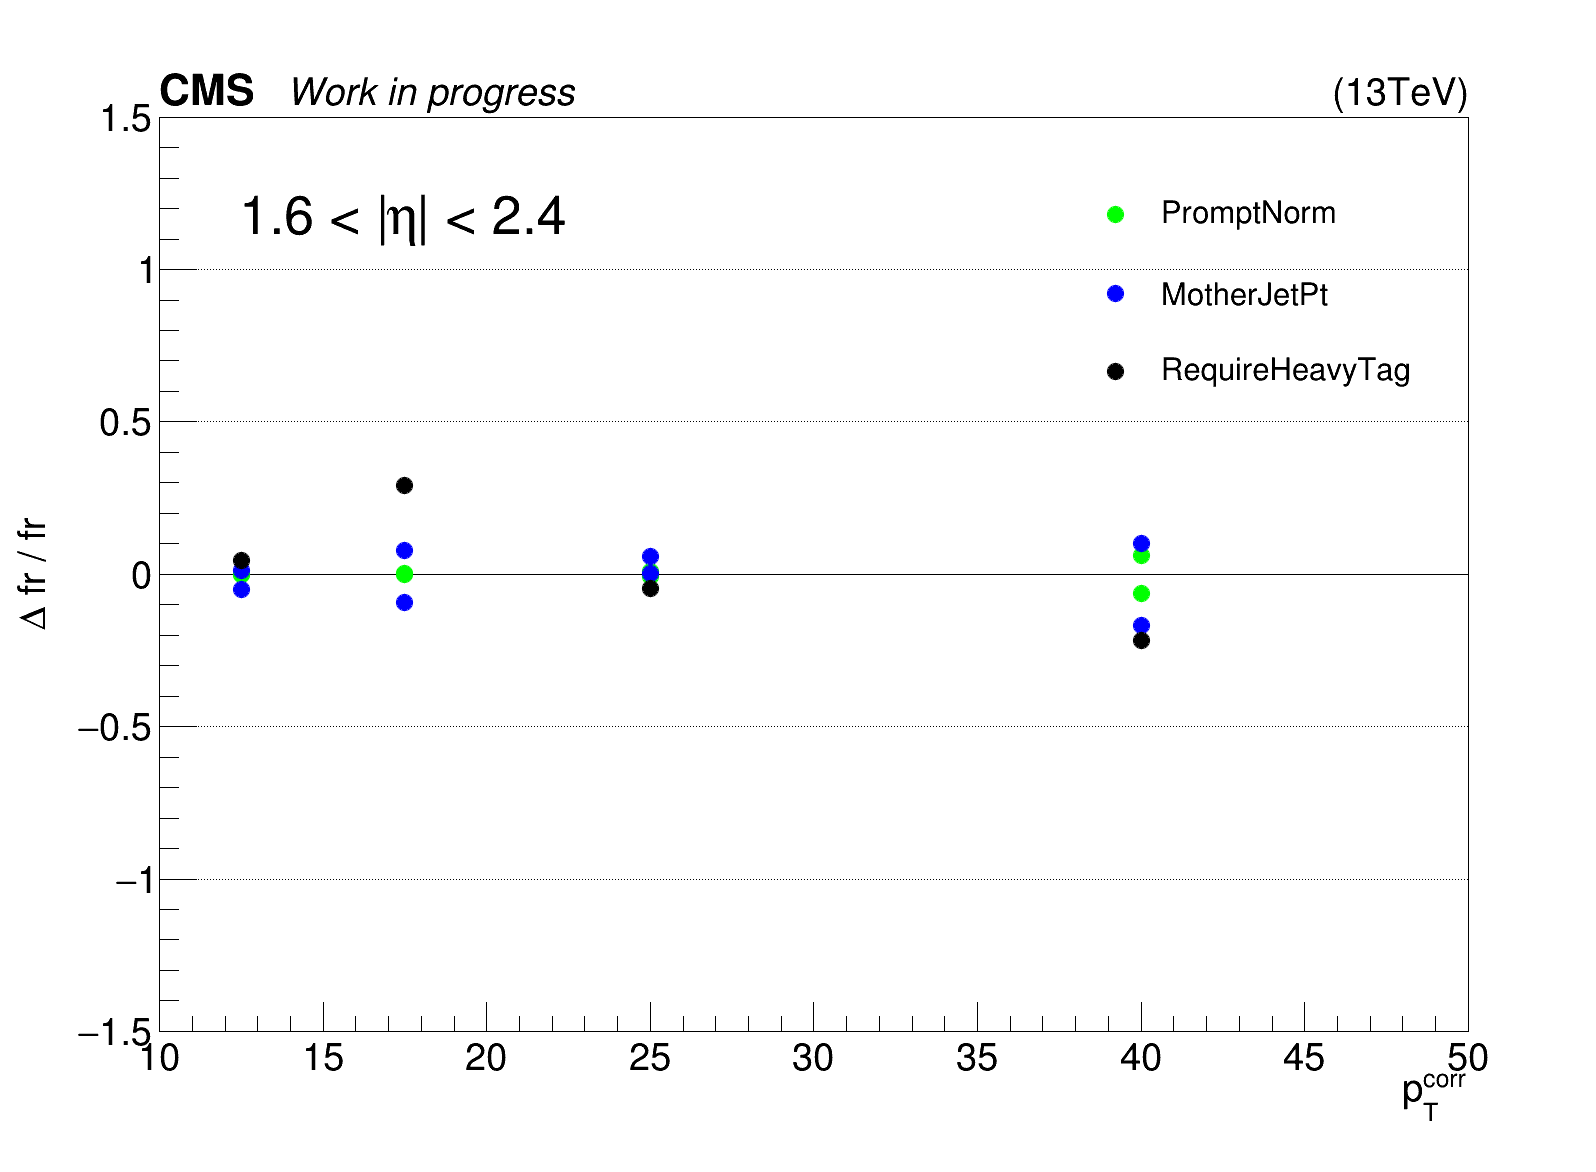 CMS Work in progress (13TeV)
1.6 < |η| < 2.4
PromptNorm
MotherJetPt
RequireHeavyTag
Δ fr / fr
1.5
1
0.5
0
−0.5
−1
−1.5
10 15 20 25 30 35 40 45 50
p_T^corr